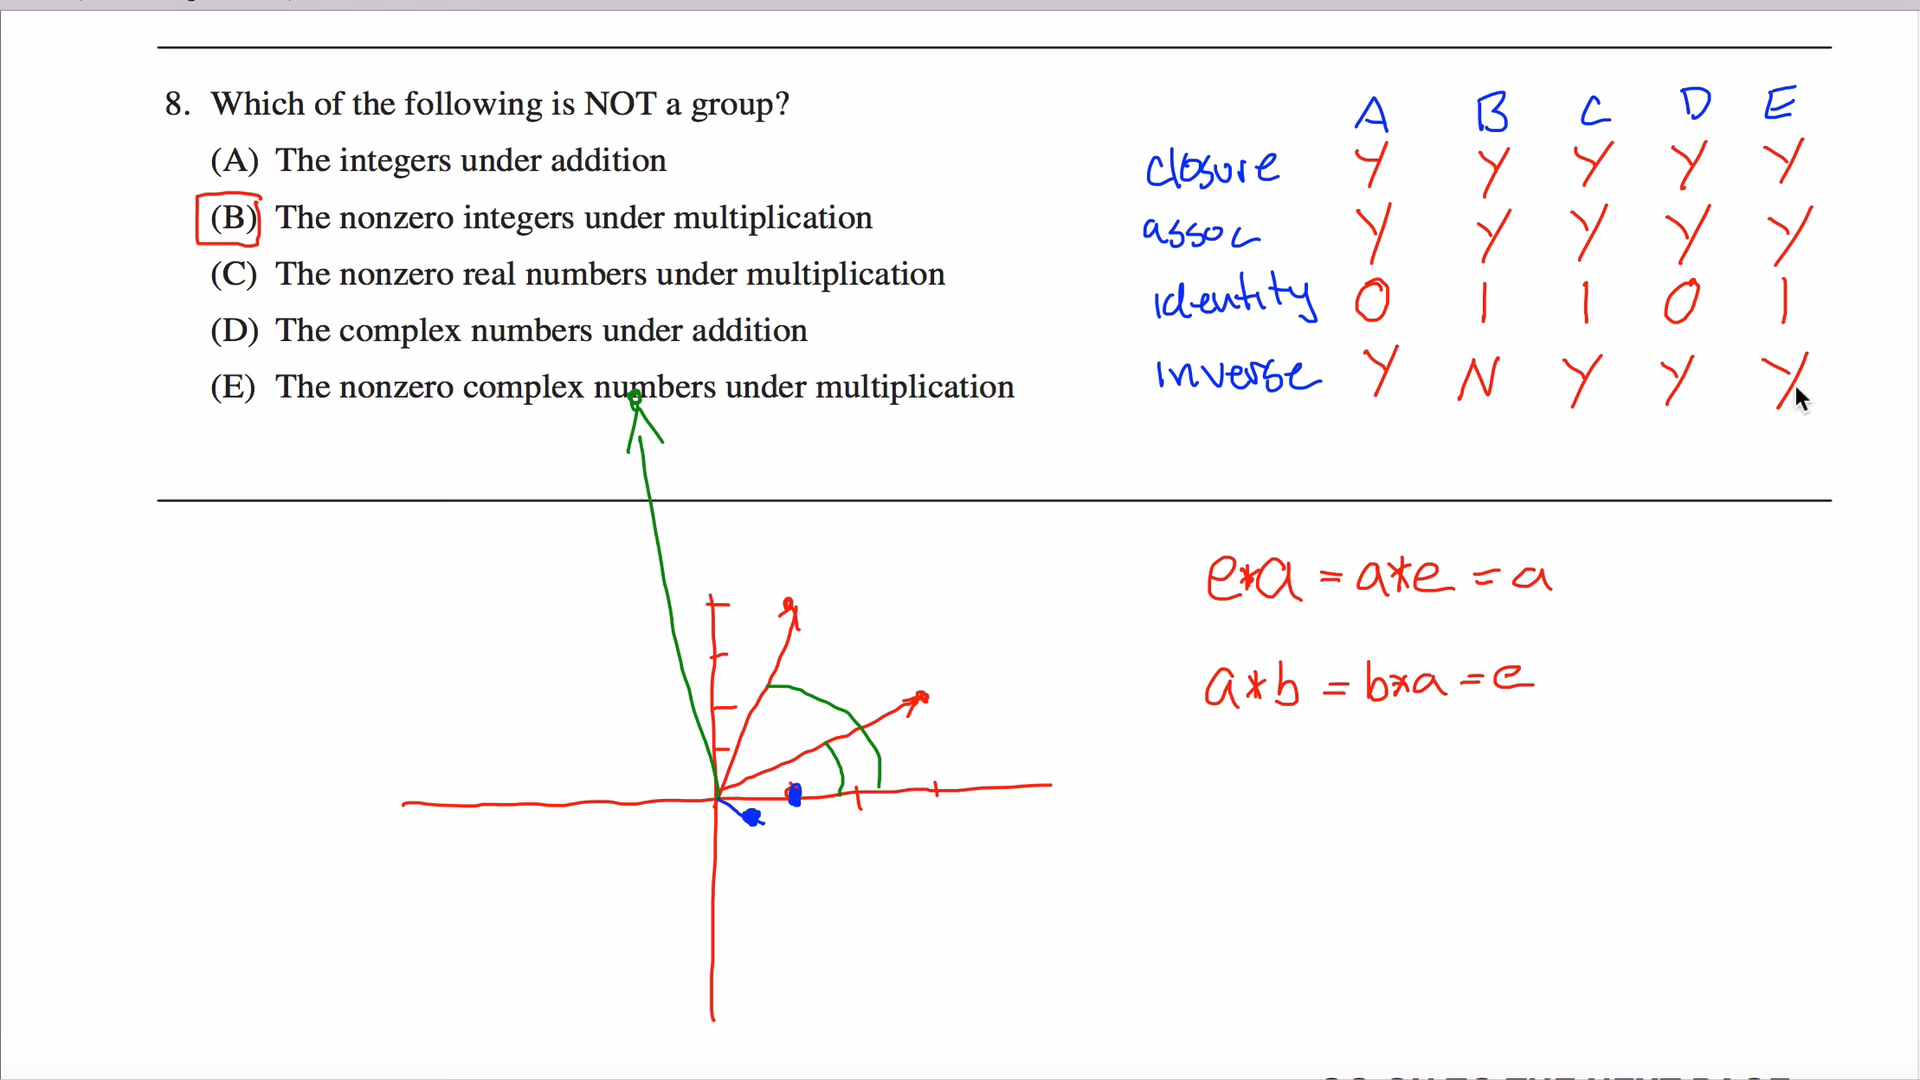 8. Which of the following is NOT a group?
(A) The integers under addition
(B) The nonzero integers under multiplication
(C) The nonzero real numbers under multiplication
(D) The complex numbers under addition
(E) The nonzero complex numbers under multiplication
A B C D E
closure Y Y Y Y Y
assoc Y Y Y Y Y
identity 0 1 1 0 1
inverse Y N Y Y Y
e*a = a*e = a
a*b = b*a = e